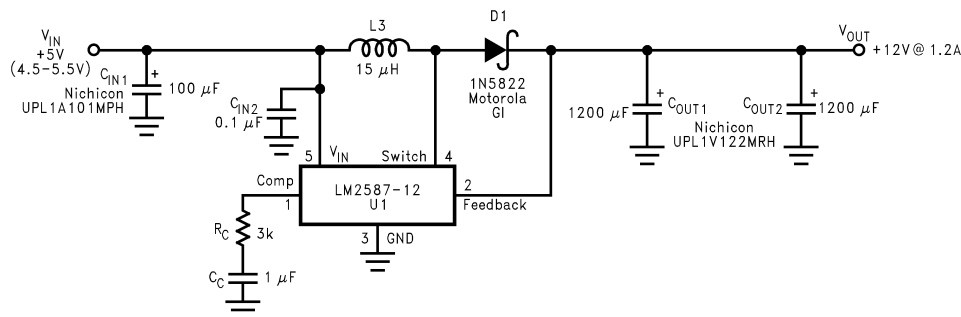 V_IN
+5V
(4.5-5.5V)
C_IN1
+
100 μF
Nichicon
UPL1A101MPH
C_IN2
0.1 μF
L3
15 μH
D1
1N5822
Motorola
GI
V_OUT
+12V@ 1.2A
1200 μF
+
C_OUT1
C_OUT2
+
1200 μF
Nichicon
UPL1V122MRH
5
V_IN
Switch
4
Comp
1
LM2587-12
U1
2
Feedback
3
GND
R_C
3k
C_C
1 μF